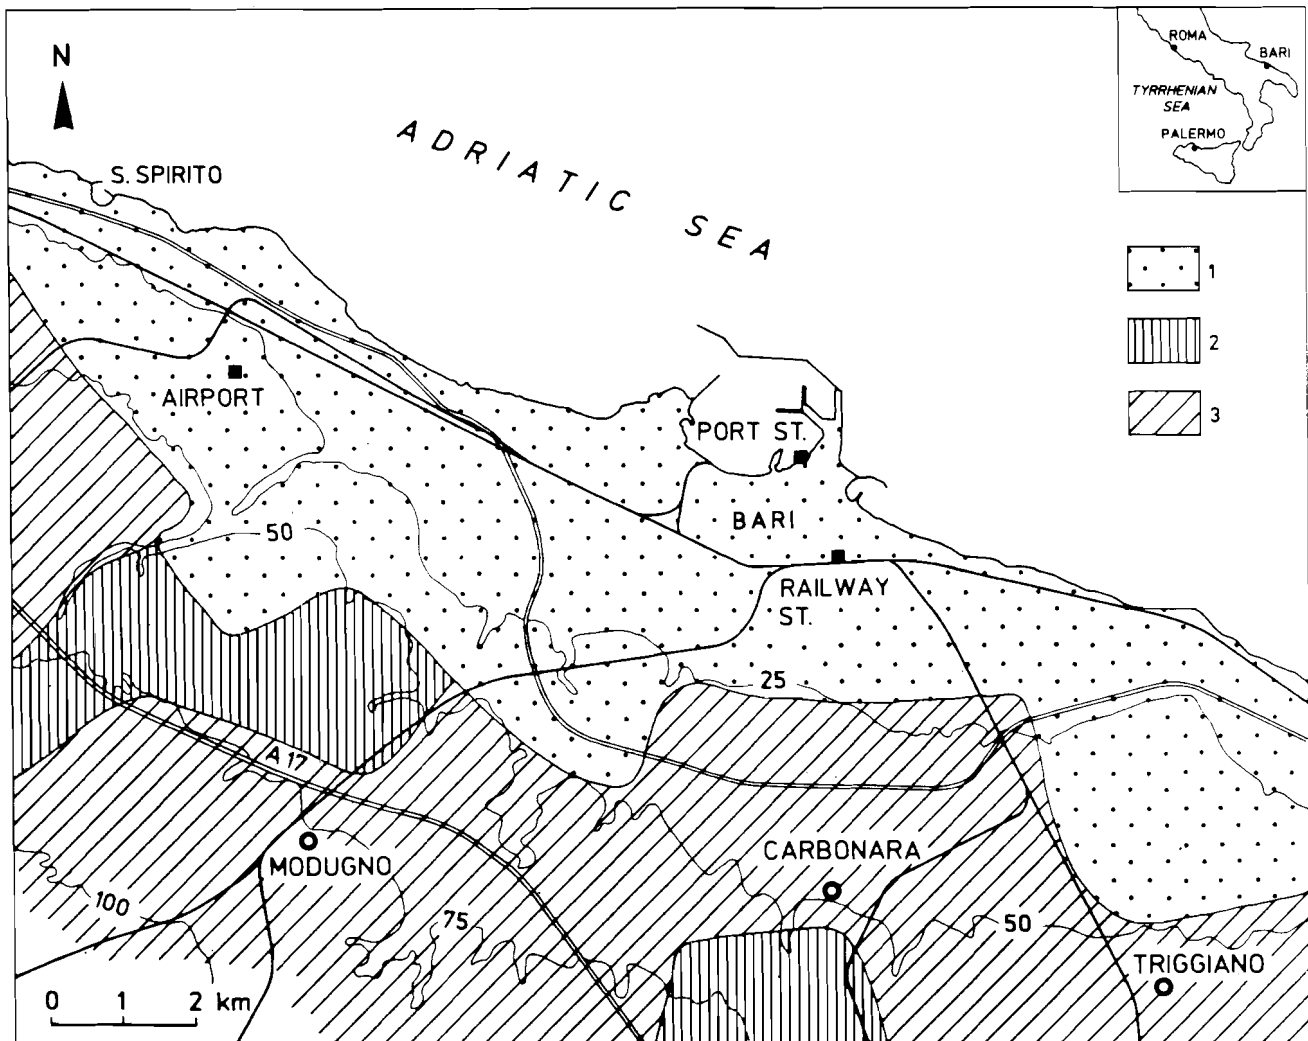 N
ROMA
BARI
TYRRHENIAN
SEA
PALERMO
ADRIATIC SEA
S. SPIRITO
1
2
3
AIRPORT
PORT ST.
BARI
50
RAILWAY
ST.
25
A 17
MODUGNO
CARBONARA
100
75
50
TRIGGIANO
0 1 2 km